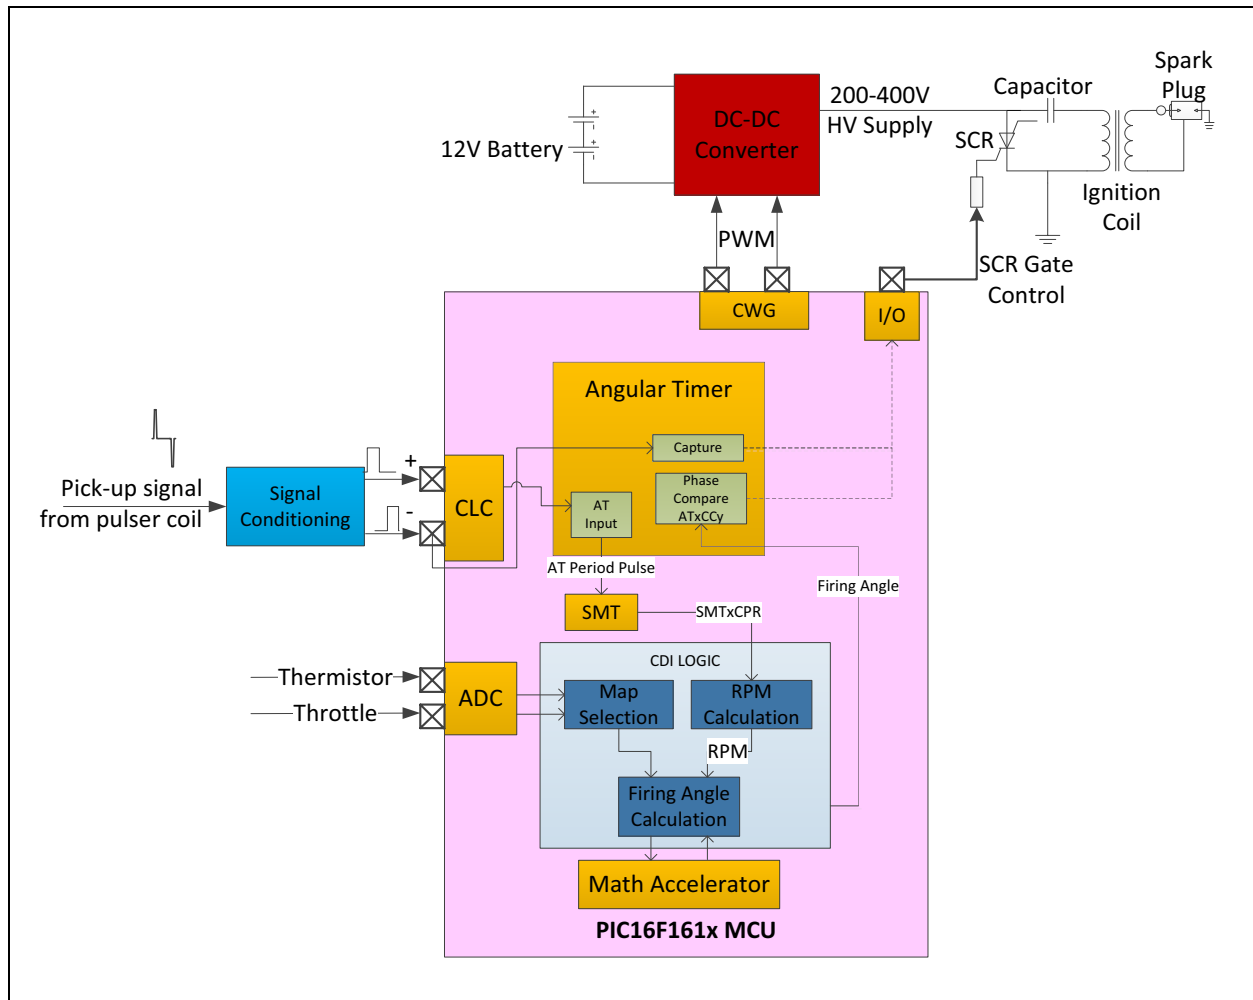 Spark
Plug
Capacitor
200-400V
HV Supply
DC-DC
Converter
12V Battery
SCR
Ignition
Coil
PWM
SCR Gate
Control
CWG
I/O
Angular Timer
Capture
Phase
Compare
ATxCCy
AT
Input
+
-
Pick-up signal
from pulser coil
Signal
Conditioning
CLC
AT Period Pulse
Firing Angle
SMT
SMTxCPR
CDI LOGIC
Thermistor
Throttle
ADC
Map
Selection
RPM
Calculation
RPM
Firing Angle
Calculation
Math Accelerator
PIC16F161x MCU